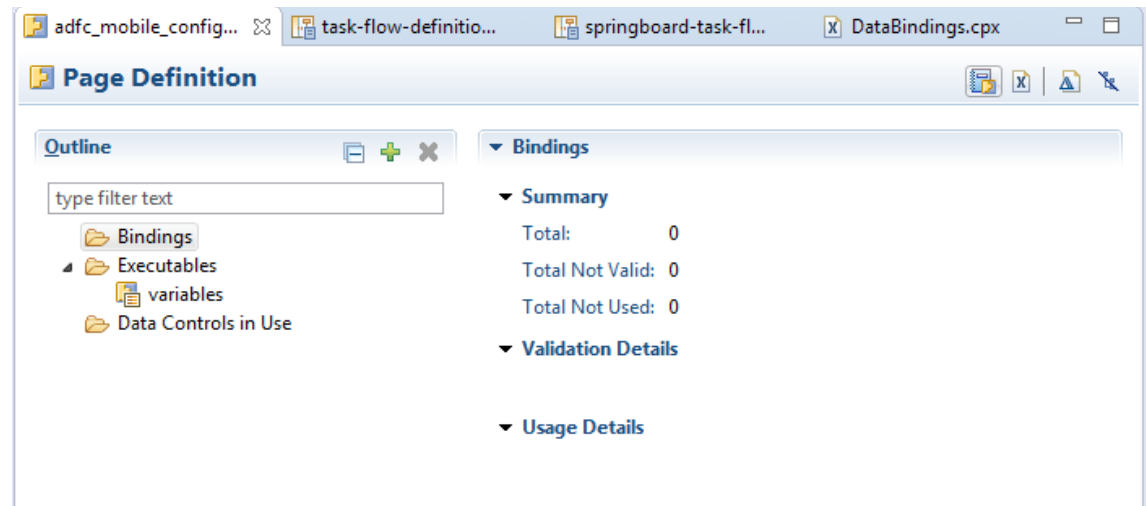 adfc_mobile_config... task-flow-definitio... springboard-task-fl... DataBindings.cpx
Page Definition
Outline
type filter text
Bindings
Executables
variables
Data Controls in Use
Bindings
Summary
Total: 0
Total Not Valid: 0
Total Not Used: 0
Validation Details
Usage Details